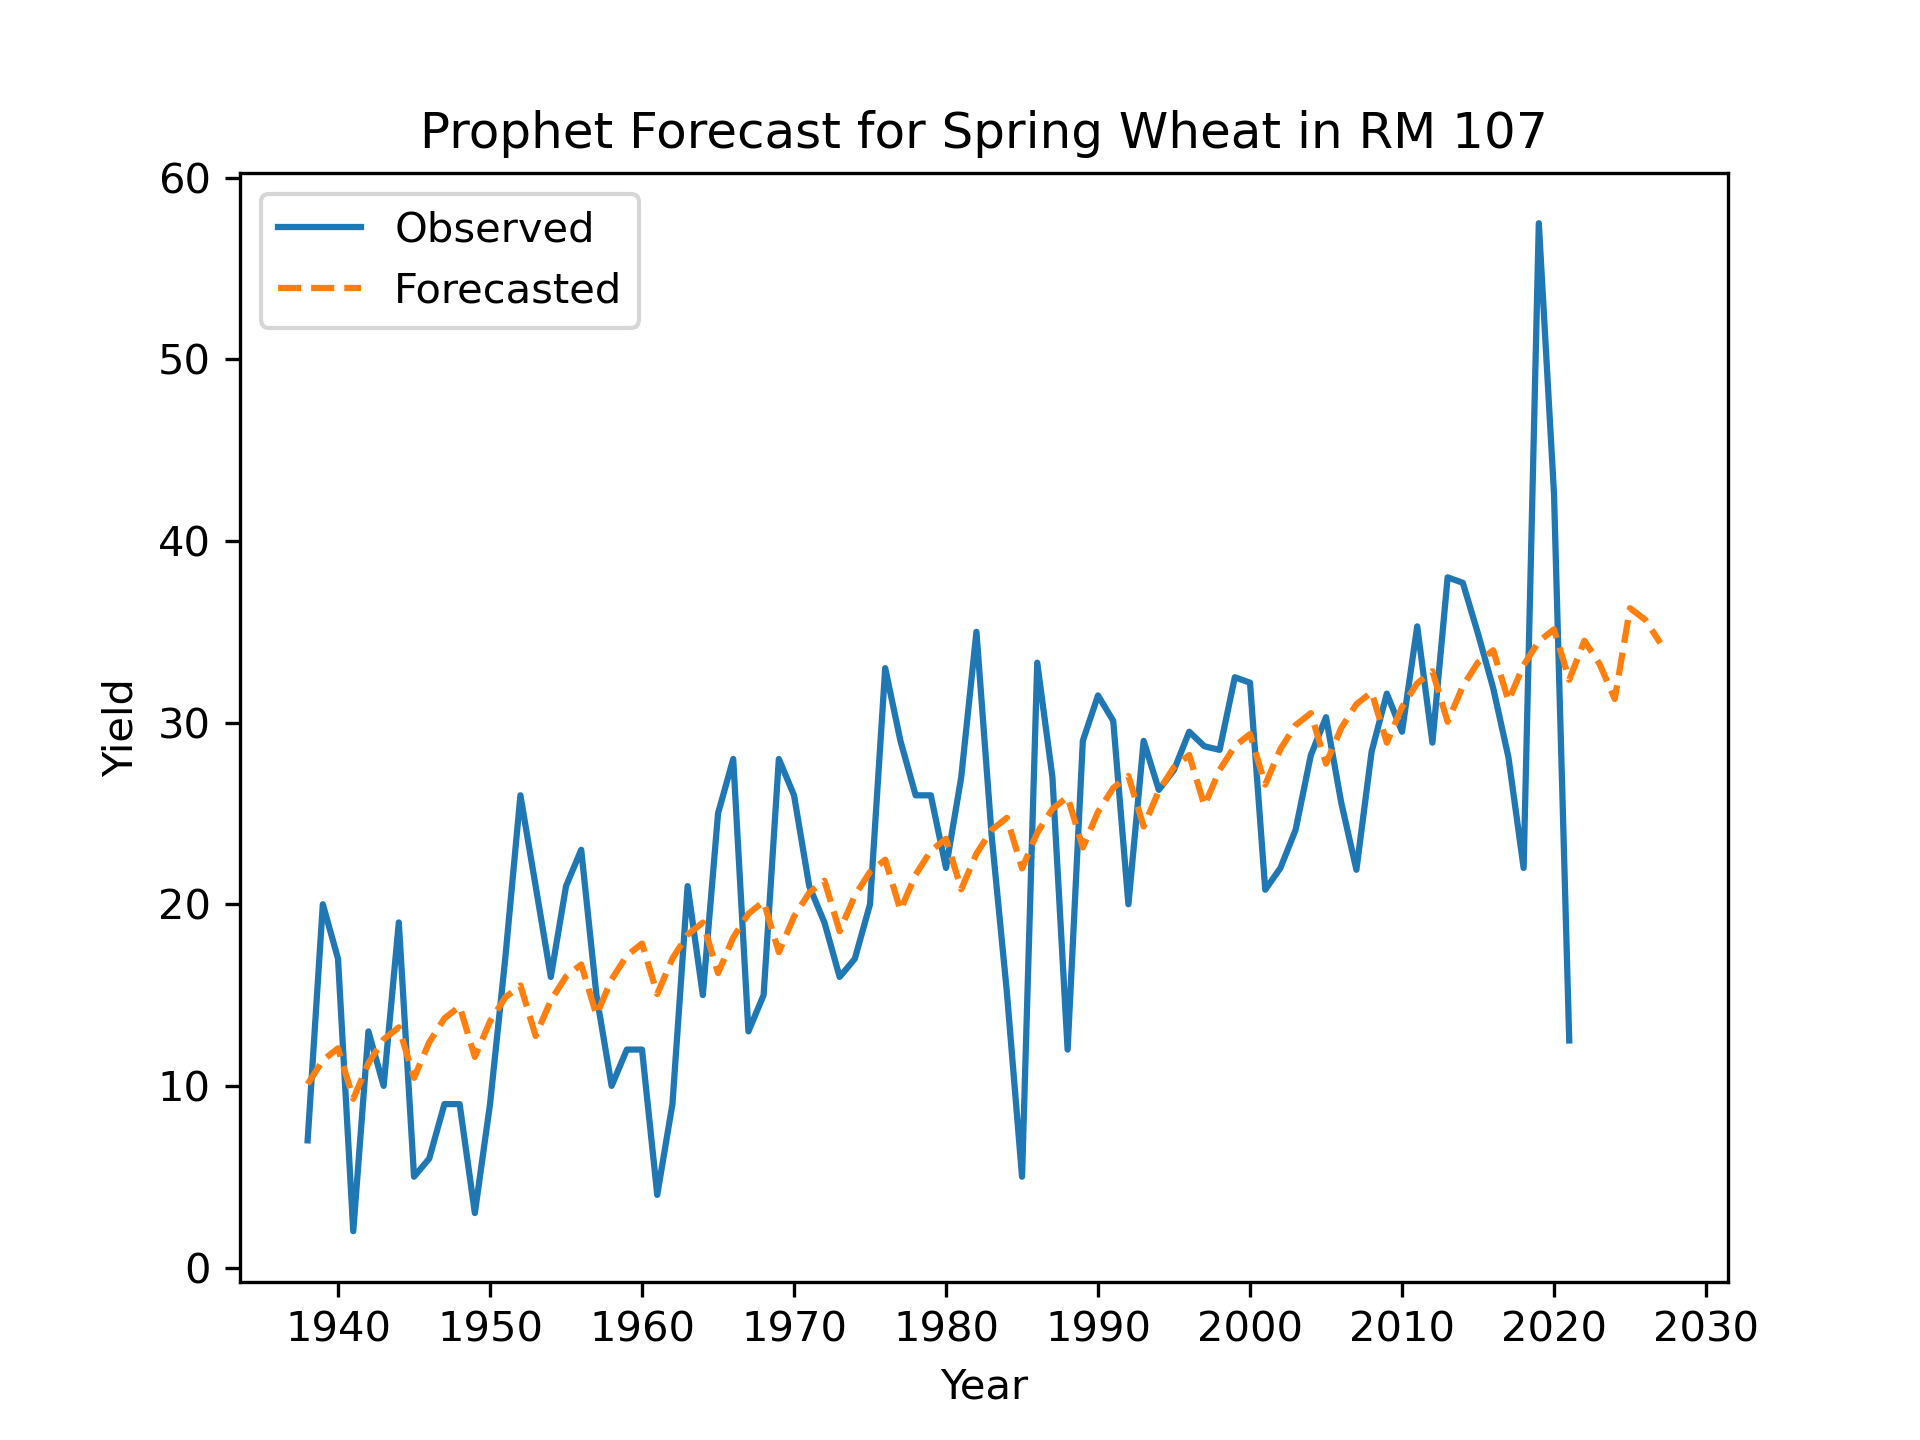 Prophet Forecast for Spring Wheat in RM 107
60
50
40
30
20
10
0
Yield
Observed
Forecasted
1940 1950 1960 1970 1980 1990 2000 2010 2020 2030
Year